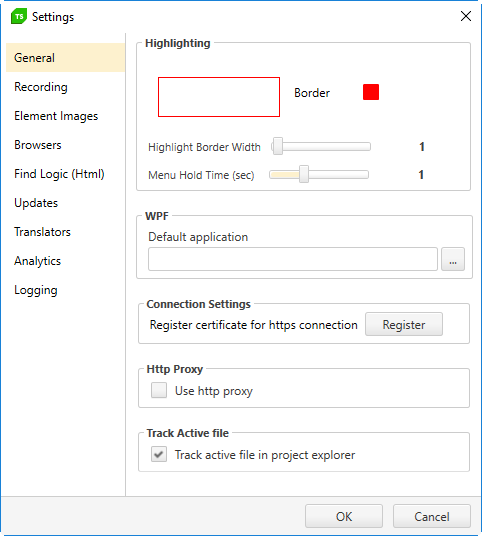 TS Settings
General
Recording
Element Images
Browsers
Find Logic (Html)
Updates
Translators
Analytics
Logging
Highlighting
Border
Highlight Border Width 1
Menu Hold Time (sec) 1
WPF
Default application
...
Connection Settings
Register certificate for https connection Register
Http Proxy
Use http proxy
Track Active file
Track active file in project explorer
OK Cancel